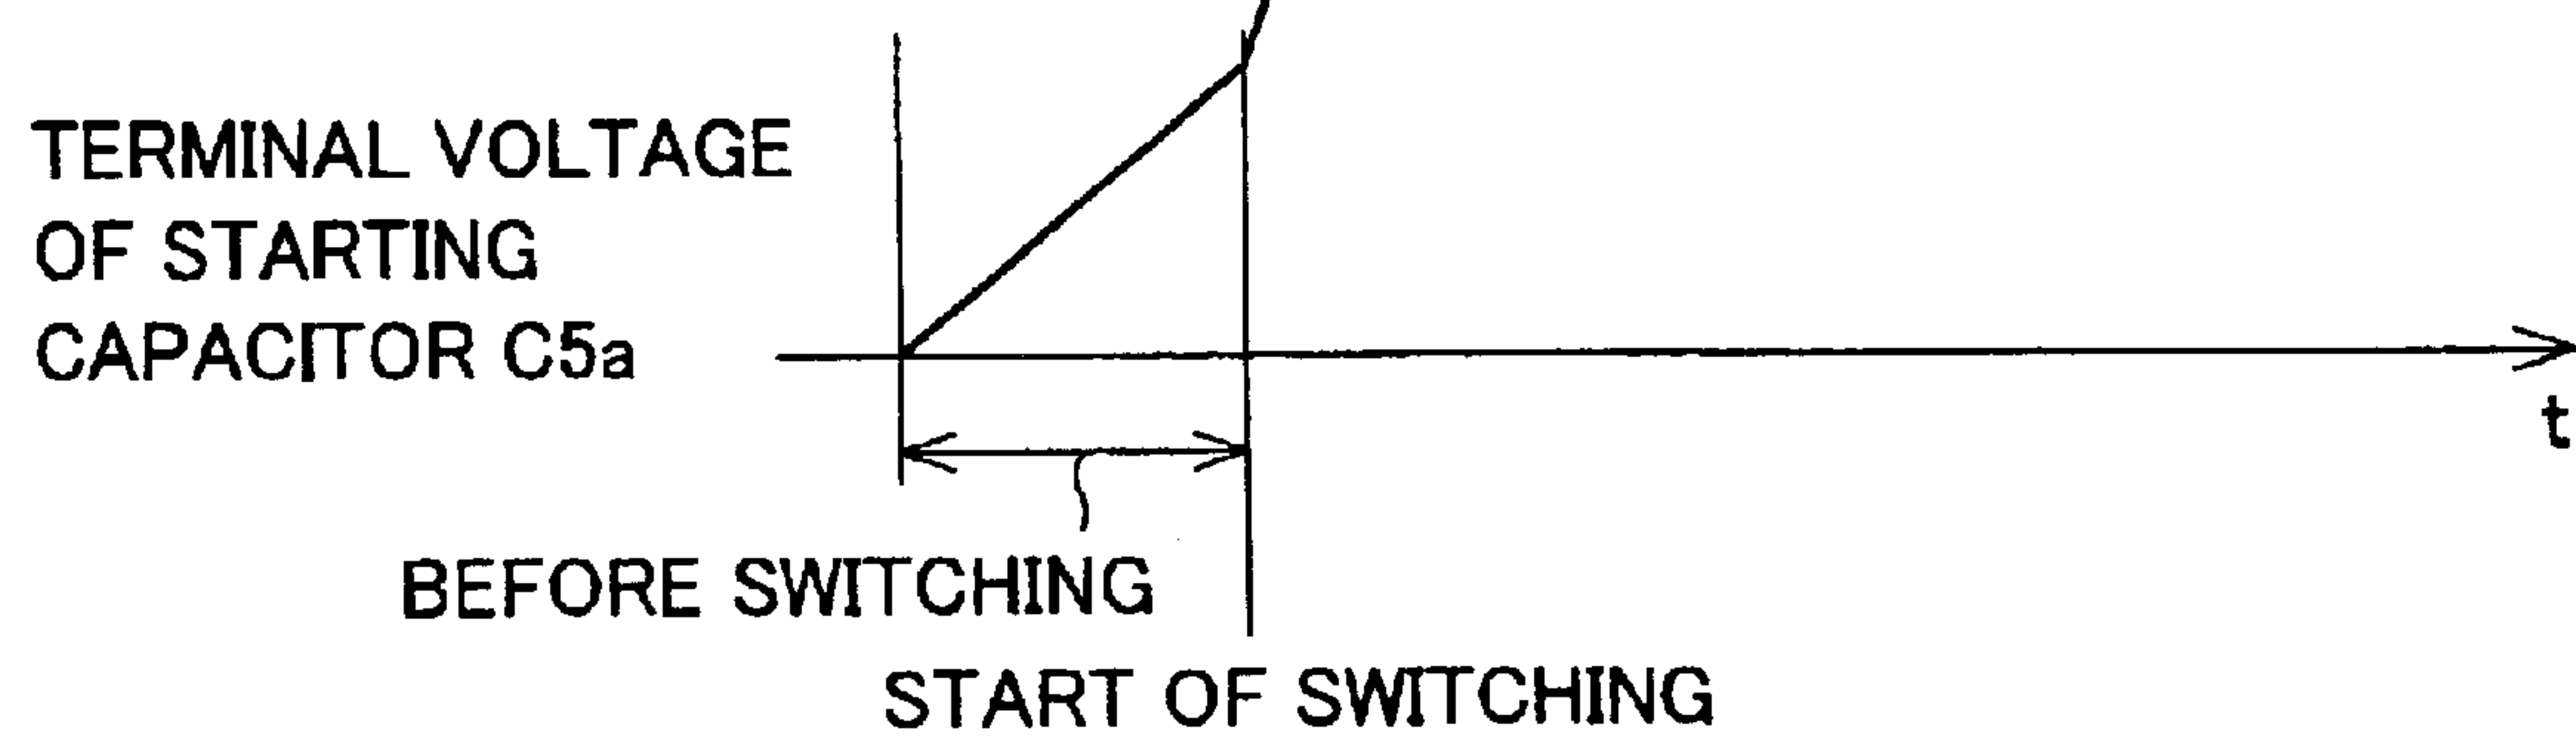 TERMINAL VOLTAGE
OF STARTING
CAPACITOR C5a
t
BEFORE SWITCHING
START OF SWITCHING